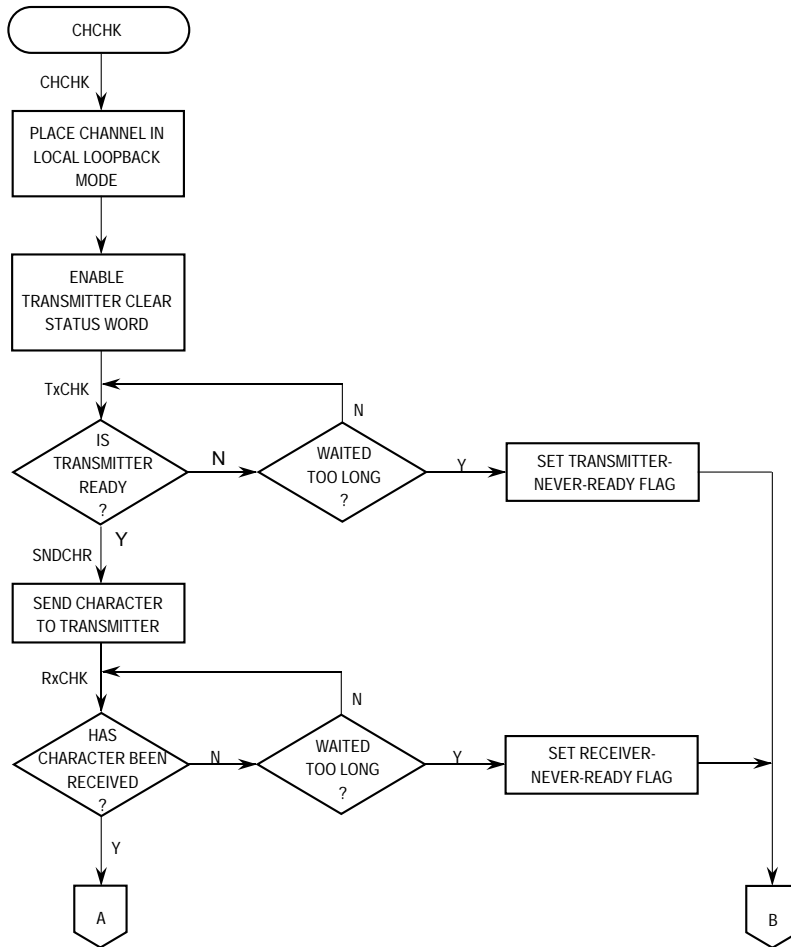 CHCHK
CHCHK
PLACE CHANNEL IN
LOCAL LOOPBACK
MODE
ENABLE
TRANSMITTER CLEAR
STATUS WORD
TxCHK
N
IS
TRANSMITTER
READY
?
N
WAITED
TOO LONG
?
Y
SET TRANSMITTER-
NEVER-READY FLAG
Y
SNDCHR
SEND CHARACTER
TO TRANSMITTER
RxCHK
N
HAS
CHARACTER BEEN
RECEIVED
?
N
WAITED
TOO LONG
?
Y
SET RECEIVER-
NEVER-READY FLAG
Y
A
B